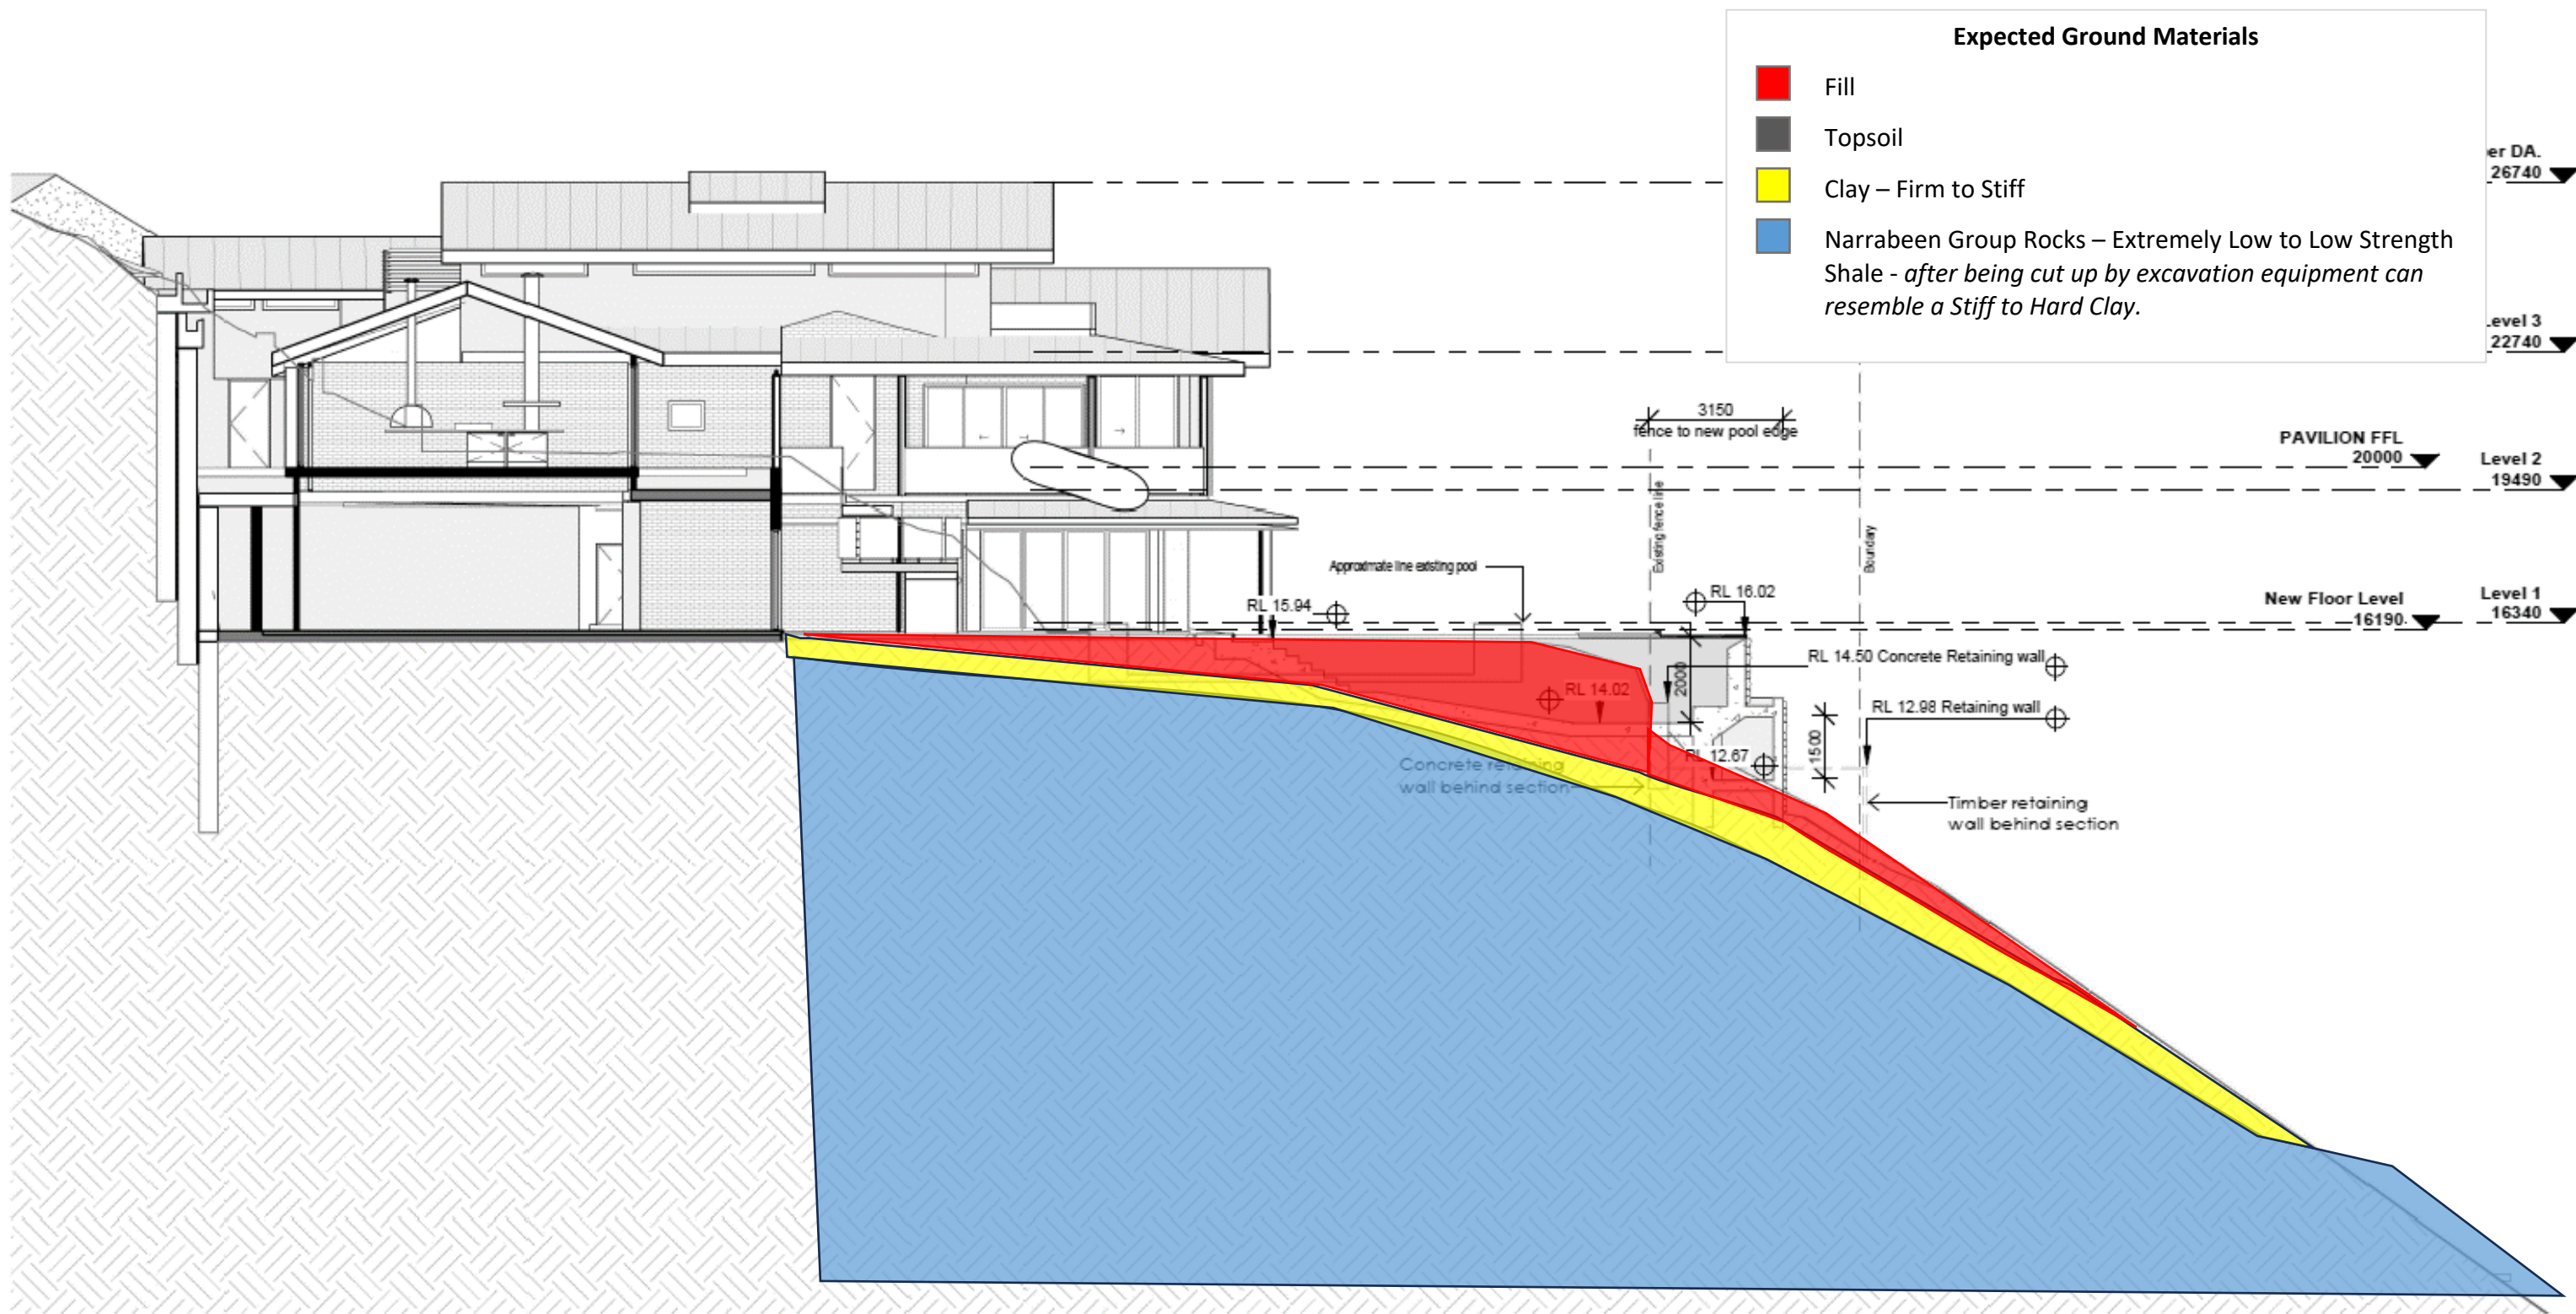 Expected Ground Materials
Fill
Topsoil
Clay – Firm to Stiff
Narrabeen Group Rocks – Extremely Low to Low Strength
Shale - after being cut up by excavation equipment can
resemble a Stiff to Hard Clay.
er DA.
26740
Level 3
22740
3150
fence to new pool edge
PAVILION FFL
20000
Level 2
19490
Existing fence line
Boundary
Approximate line existing pool
RL 15.94
RL 16.02
New Floor Level
16190
Level 1
16340
RL 14.50 Concrete Retaining wall
RL 14.02
2000
RL 12.98 Retaining wall
1500
RL 12.67
Concrete retaining
wall behind section
Timber retaining
wall behind section